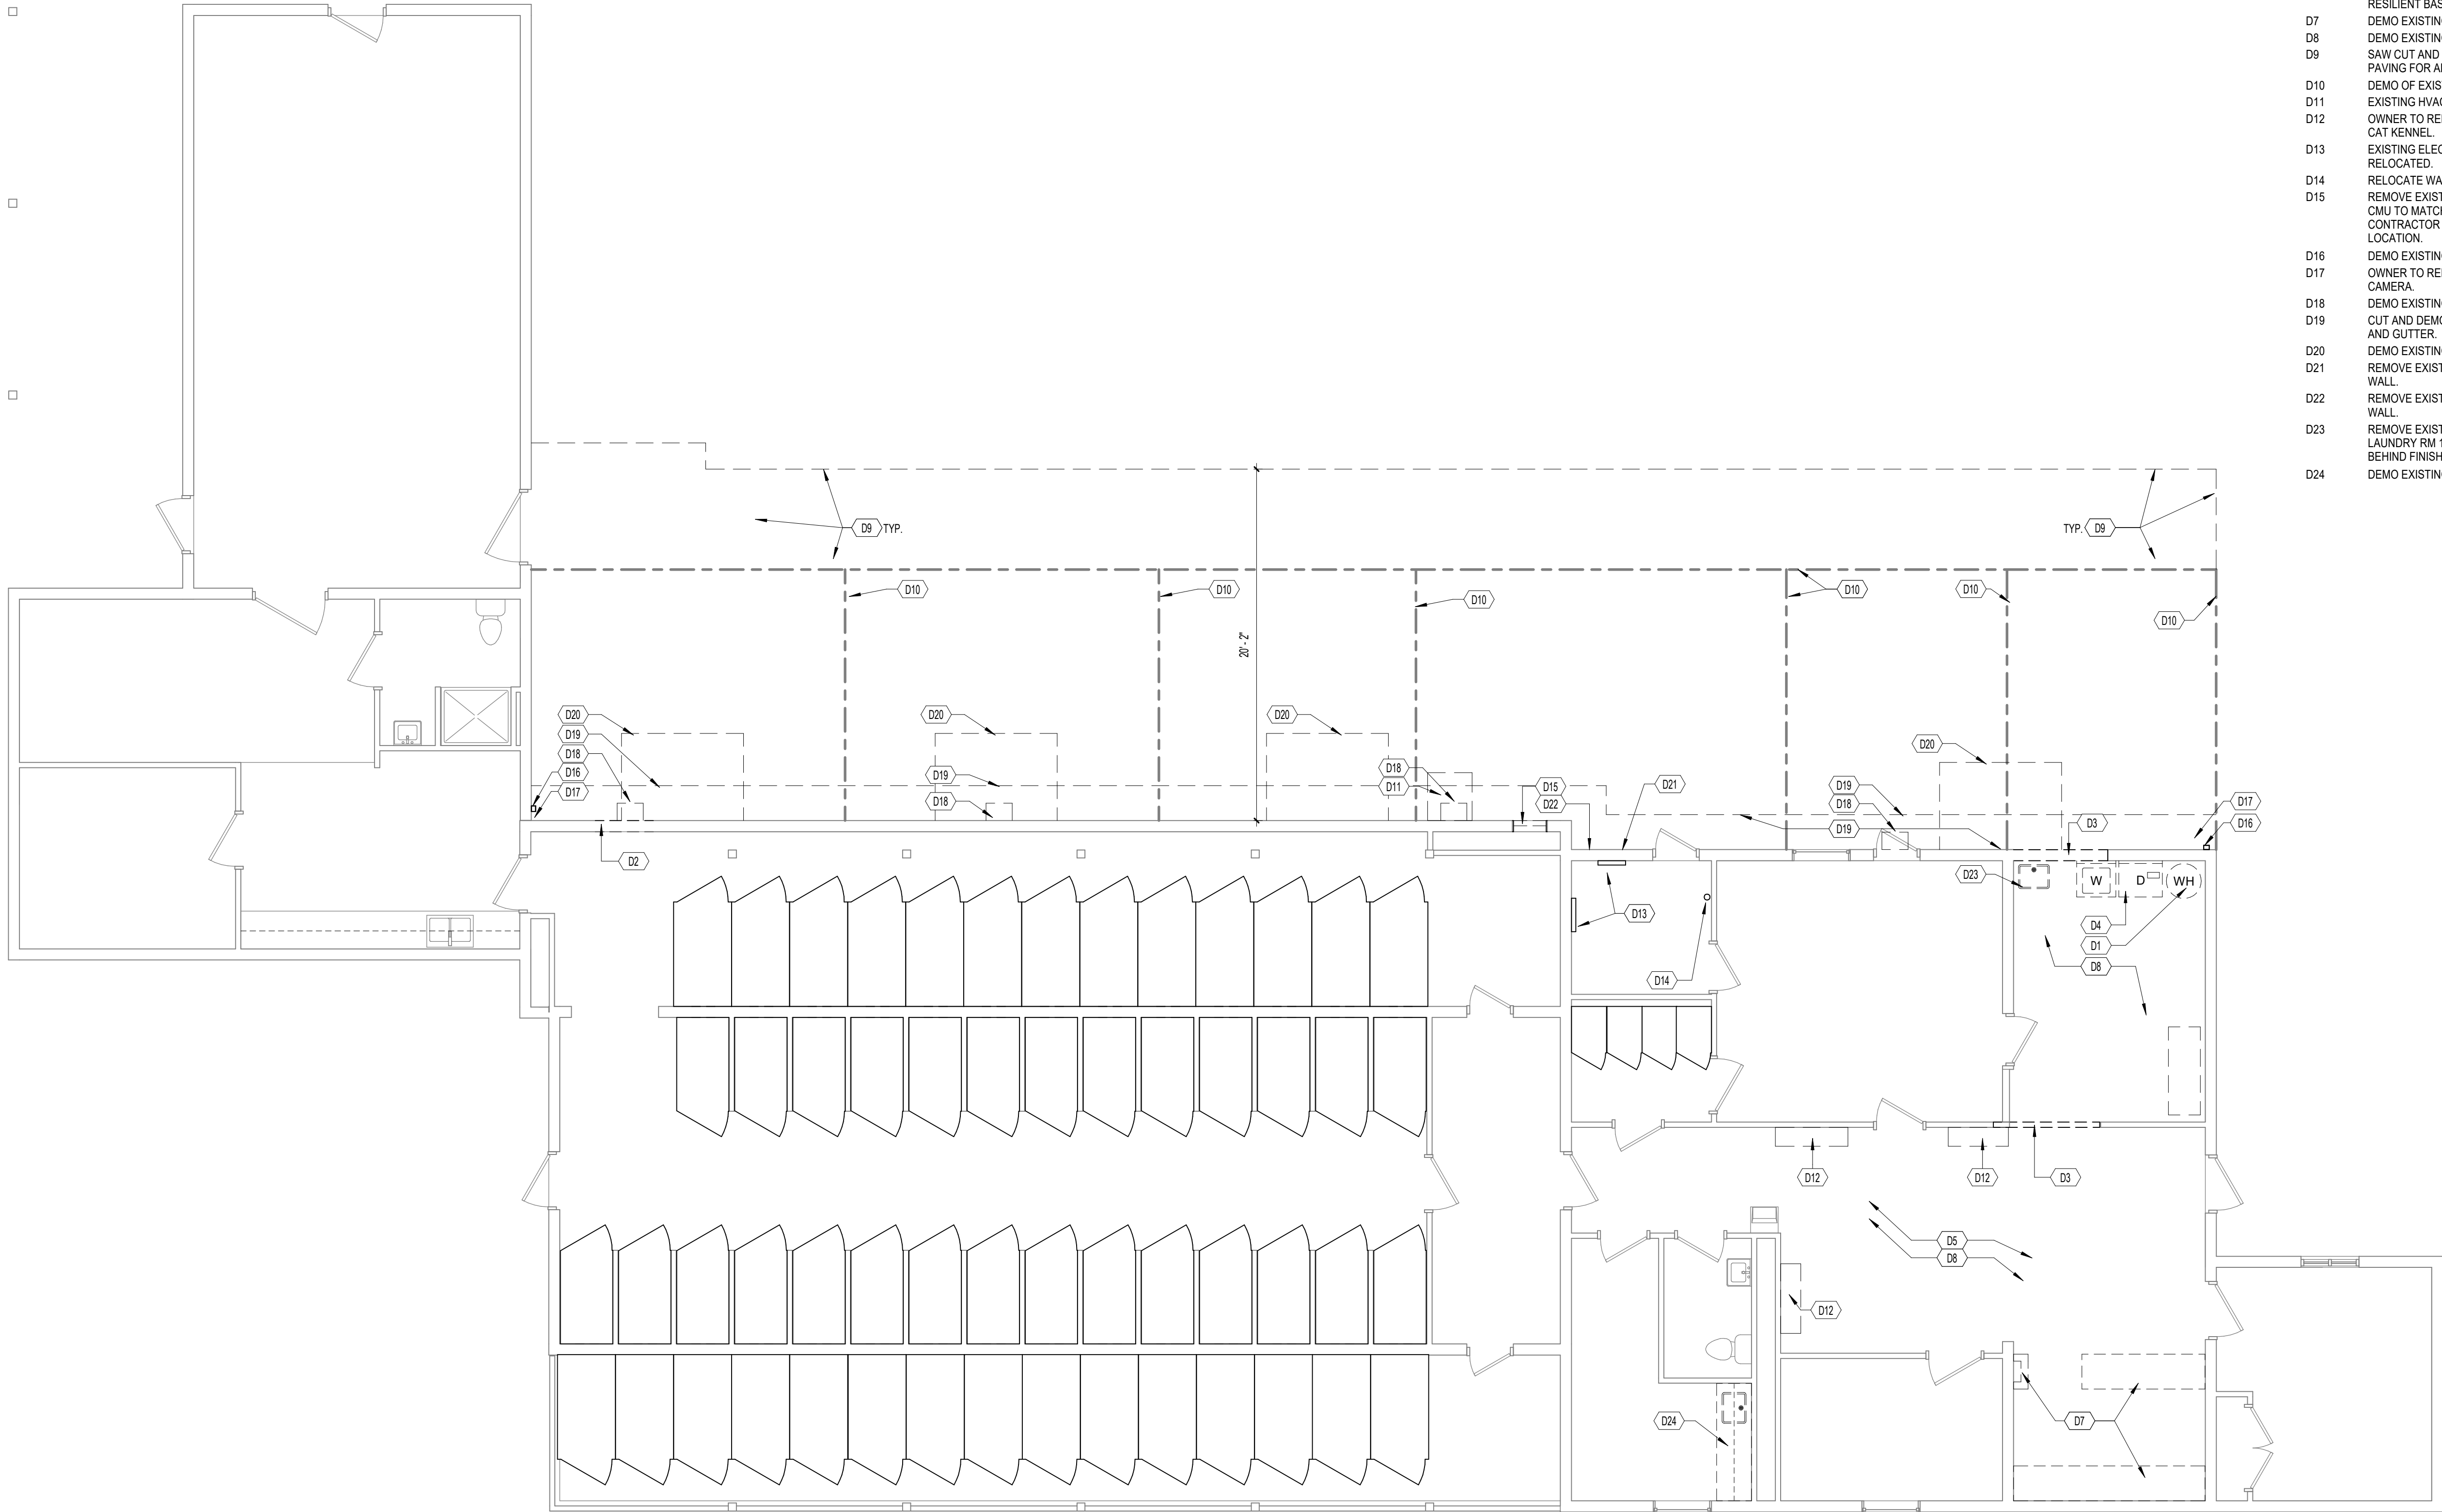 RESILIENT BAS
D7 DEMO EXISTING
D8 DEMO EXISTING
D9 SAW CUT AND
PAVING FOR A
D10 DEMO OF EXIS
D11 EXISTING HVAC
D12 OWNER TO RE
CAT KENNEL.
D13 EXISTING ELEC
RELOCATED.
D14 RELOCATE WA
D15 REMOVE EXIST
CMU TO MATCH
CONTRACTOR
LOCATION.
D16 DEMO EXISTING
D17 OWNER TO RE
CAMERA.
D18 DEMO EXISTING
D19 CUT AND DEMO
AND GUTTER.
D20 DEMO EXISTING
D21 REMOVE EXIST
WALL.
D22 REMOVE EXIST
WALL.
D23 REMOVE EXIST
LAUNDRY RM 1
BEHIND FINISH
D24 DEMO EXISTING
D9 TYP.
TYP. D9
D10
D10
D10
D10
D10
D10
20' - 2"
D20
D19
D18
D16
D17
D2
D20
D19
D18
D20
D18
D11
D15
D22
D21
D20
D19
D18
D19
D3
D17
D16
D23
W
D
WH
D4
D1
D8
D13
D14
D12
D12
D3
D5
D8
D12
D24
D7